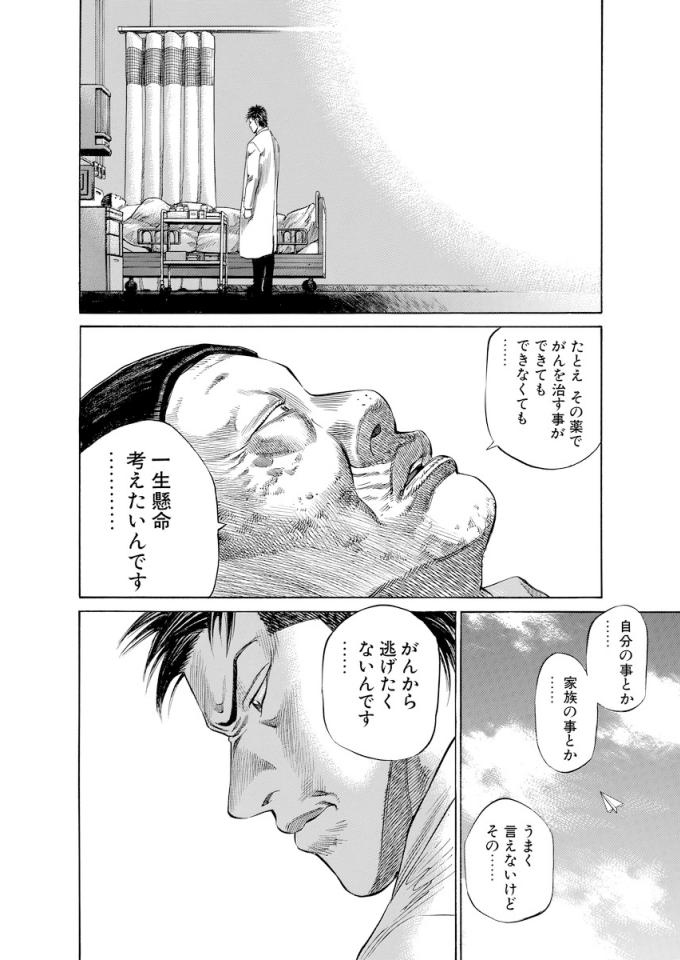 たとえ その薬で
がんを治す事が
できても
できなくても
……
一生懸命
考えたいんです
…………
自分の事とか
……
家族の事とか
……
うまく
言えないけど
その……
がんから
逃げたく
ないんです
……